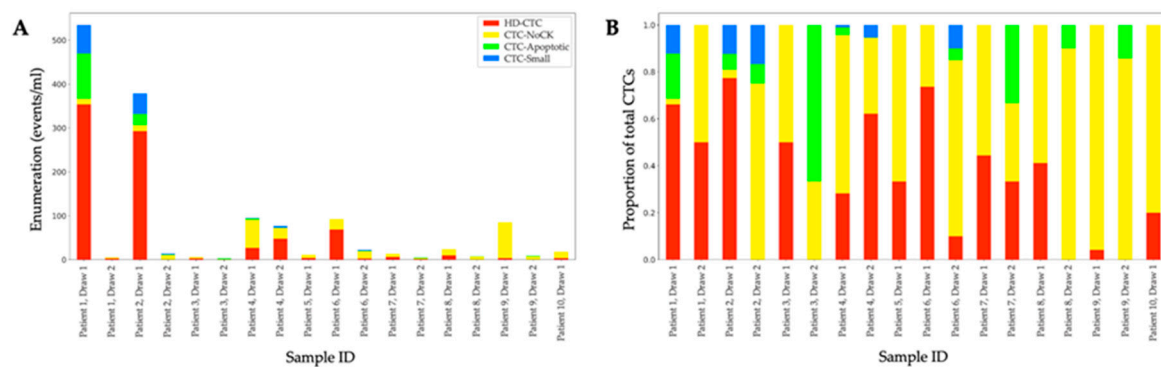 A
HD-CTC
CTC-NoCK
CTC-Apoptotic
CTC-Small
Enumeration (events/ml)
500
400
300
200
100
0
Patient 1, Draw 1
Patient 1, Draw 2
Patient 2, Draw 1
Patient 2, Draw 2
Patient 3, Draw 1
Patient 3, Draw 2
Patient 4, Draw 1
Patient 4, Draw 2
Patient 5, Draw 1
Patient 6, Draw 1
Patient 6, Draw 2
Patient 7, Draw 1
Patient 7, Draw 2
Patient 8, Draw 1
Patient 8, Draw 2
Patient 9, Draw 1
Patient 9, Draw 2
Patient 10, Draw 1
Sample ID
B
Proportion of total CTCs
1.0
0.8
0.6
0.4
0.2
0.0
Patient 1, Draw 1
Patient 1, Draw 2
Patient 2, Draw 1
Patient 2, Draw 2
Patient 3, Draw 1
Patient 3, Draw 2
Patient 4, Draw 1
Patient 4, Draw 2
Patient 5, Draw 1
Patient 6, Draw 1
Patient 6, Draw 2
Patient 7, Draw 1
Patient 7, Draw 2
Patient 8, Draw 1
Patient 8, Draw 2
Patient 9, Draw 1
Patient 9, Draw 2
Patient 10, Draw 1
Sample ID